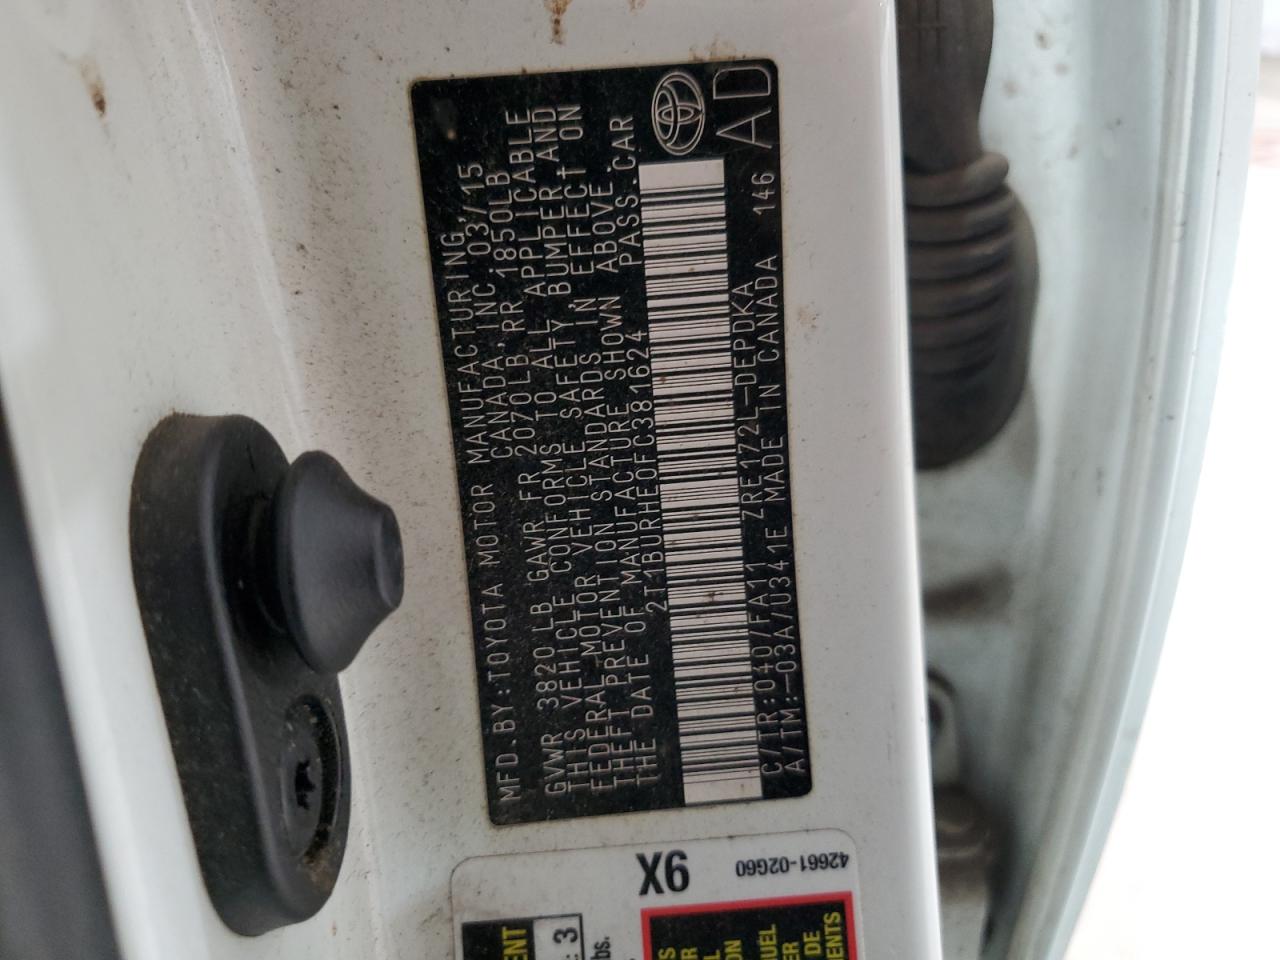 MFD.BY:TOYOTA MOTOR MANUFACTURING,
CANADA,INC 03/15
GVWR 3820 LB GAWR FR 2070LB,RR 1850LB
THIS VEHICLE CONFORMS TO ALL APPLICABLE
FEDERAL MOTOR VEHICLE SAFETY,BUMPER,AND
THEFT PREVENTION STANDARDS IN EFFECT ON
THE DATE OF MANUFACTURE SHOWN ABOVE.
2T1BURHE0FC381624 PASS.CAR
C/TR:040/FA11 ZRE172L-DEPDKA
A/TM:-03A/U341E MADE IN CANADA 146
AD
9X
42661-02G60
3